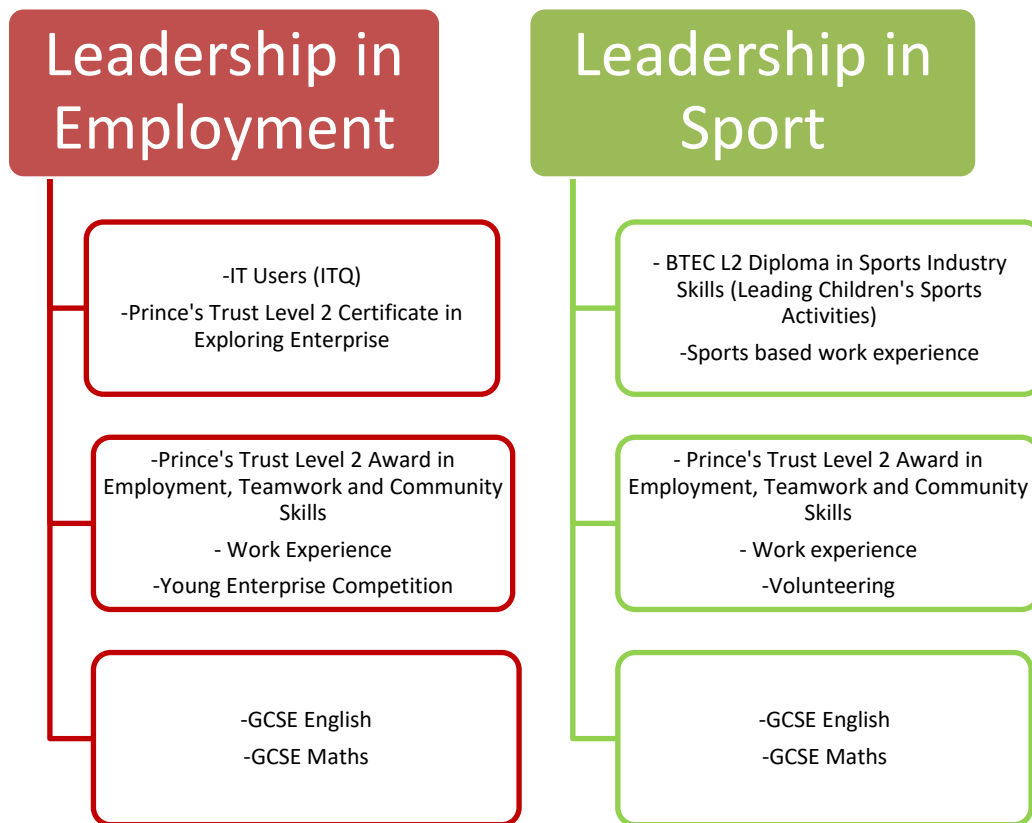 Leadership in
Employment
-IT Users (ITQ)
-Prince's Trust Level 2 Certificate in
Exploring Enterprise
-Prince's Trust Level 2 Award in
Employment, Teamwork and Community
Skills
- Work Experience
-Young Enterprise Competition
-GCSE English
-GCSE Maths
Leadership in
Sport
- BTEC L2 Diploma in Sports Industry
Skills (Leading Children's Sports
Activities)
-Sports based work experience
- Prince's Trust Level 2 Award in
Employment, Teamwork and Community
Skills
- Work experience
-Volunteering
-GCSE English
-GCSE Maths